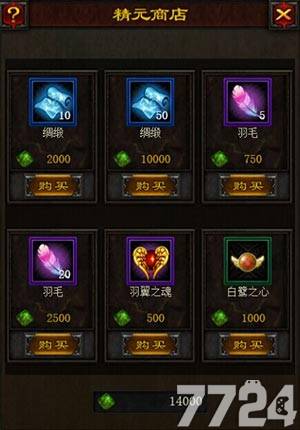 ?
精元商店
10
50
5
绸缎
绸缎
羽毛
2000
10000
750
购买
购买
购买
20
羽毛
羽翼之魂
白鹭之心
2500
500
1000
购买
购买
购买
14000
7724